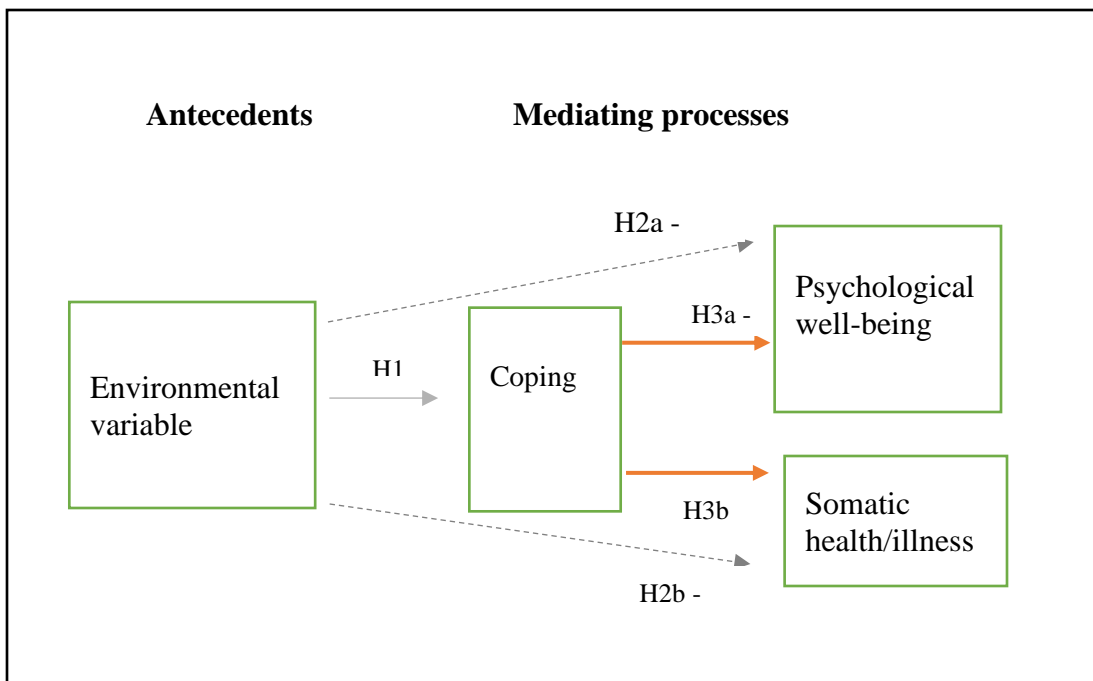 Antecedents
Mediating processes
H2a -
Psychological
well-being
H3a -
H1
Coping
Environmental
variable
H3b
Somatic
health/illness
H2b -